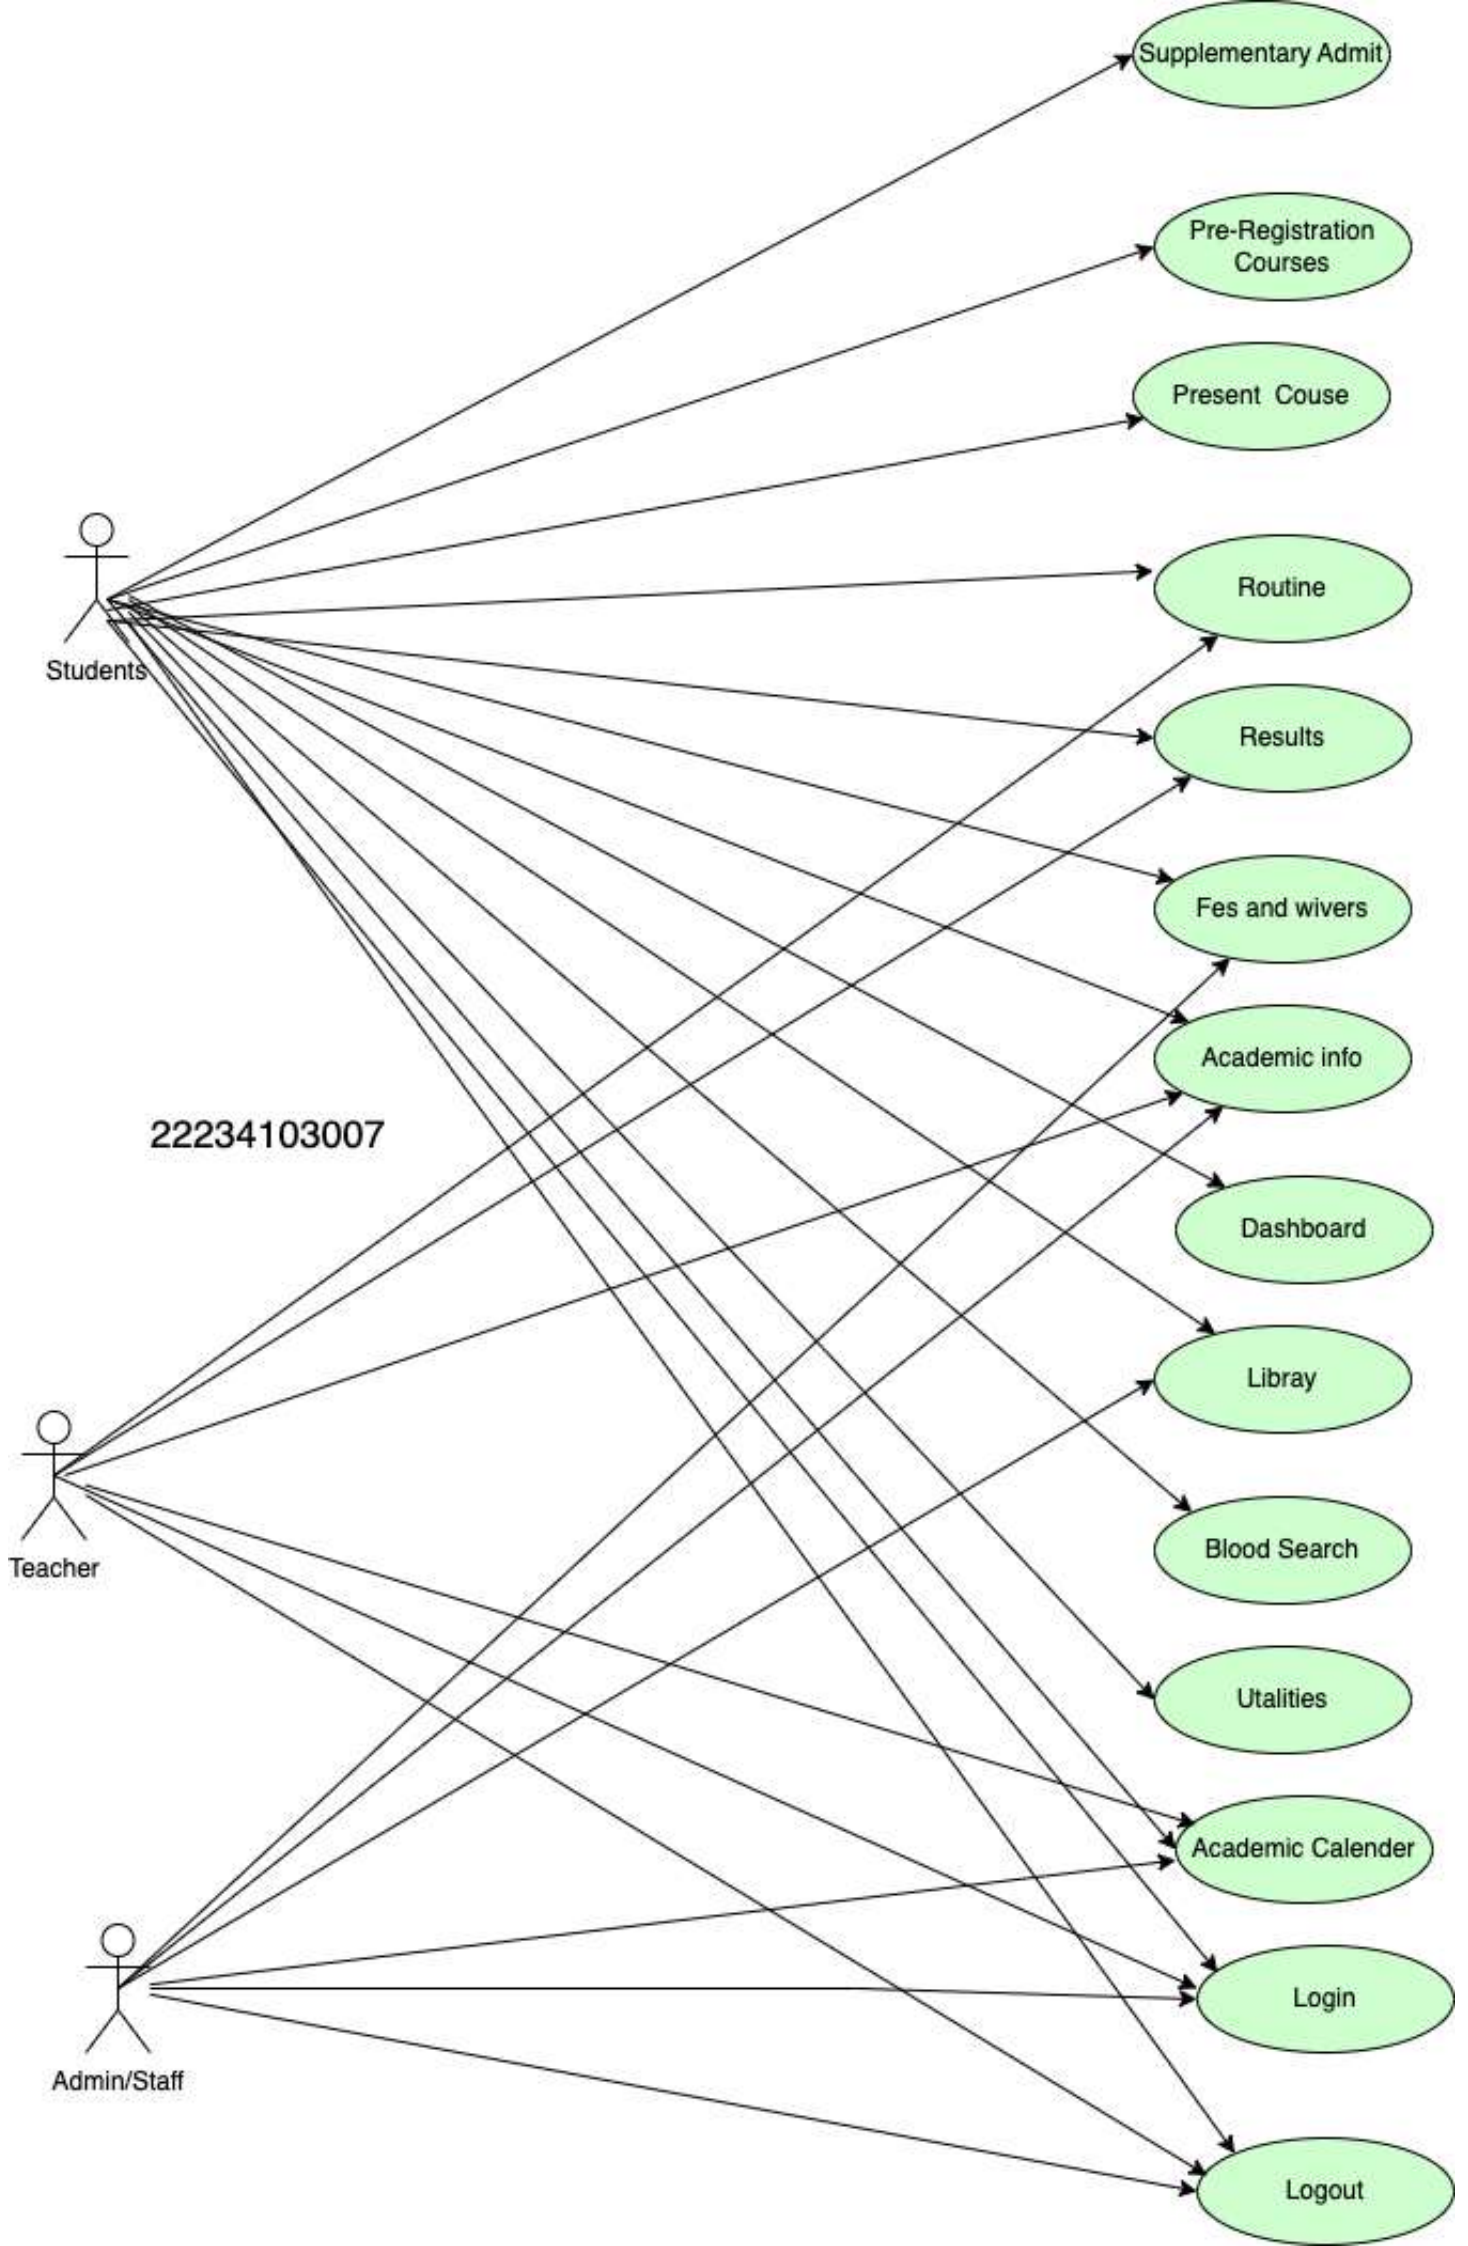 Supplementary Admit
Pre-Registration
Courses
Present Couse
Routine
Students
Results
Fes and wivers
Academic info
22234103007
Dashboard
Libray
Blood Search
Teacher
Utalities
Academic Calender
Login
Admin/Staff
Logout